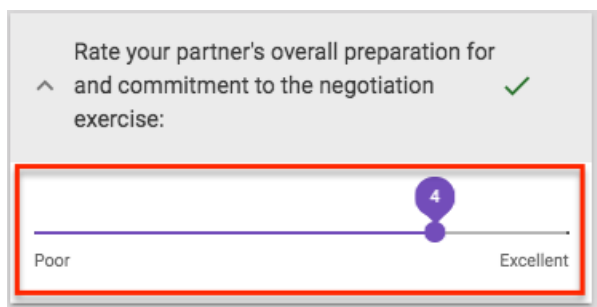 Rate your partner's overall preparation for
and commitment to the negotiation
exercise:
4
Poor Excellent